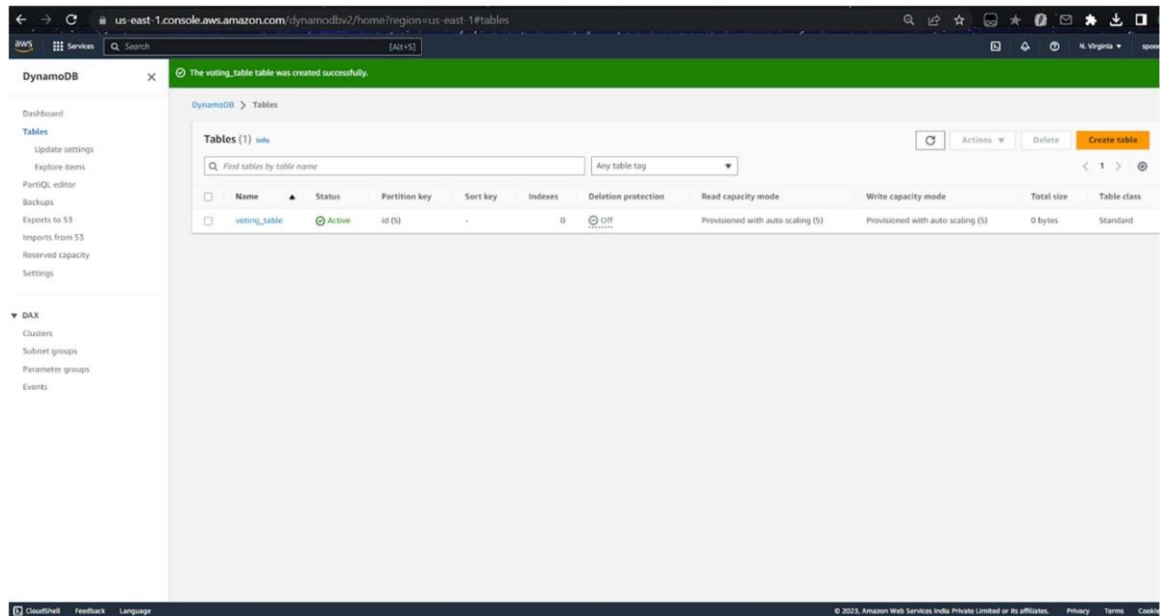 us-east-1.console.aws.amazon.com/dynamodbv2/home?region=us-east-1#tables
aws Services Search [Alt+S] N. Virginia spoor
DynamoDB
The voting_table table was created successfully.
DynamoDB > Tables
Dashboard
Tables
Update settings
Explore items
PartiQL editor
Backups
Exports to S3
Imports from S3
Reserved capacity
Settings
DAX
Clusters
Subnet groups
Parameter groups
Events
Tables (1) Info
Actions Delete Create table
Find tables by table name Any table tag 1
Name Status Partition key Sort key Indexes Deletion protection Read capacity mode Write capacity mode Total size Table class
voting_table Active id (S) - 0 Off Provisioned with auto scaling (5) Provisioned with auto scaling (5) 0 bytes Standard
CloudShell Feedback Language © 2023, Amazon Web Services India Private Limited or its affiliates. Privacy Terms Cookie